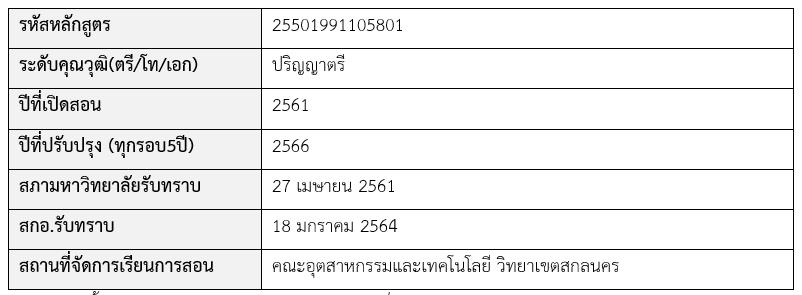 รหัสหลักสูตร 25501991105801
ระดับคุณวุฒิ(ตรี/โท/เอก) ปริญญาตรี
ปีที่เปิดสอน 2561
ปีที่ปรับปรุง (ทุกรอบ5ปี) 2566
สภามหาวิทยาลัยรับทราบ 27 เมษายน 2561
สกอ.รับทราบ 18 มกราคม 2564
สถานที่จัดการเรียนการสอน คณะอุตสาหกรรมและเทคโนโลยี วิทยาเขตสกลนคร